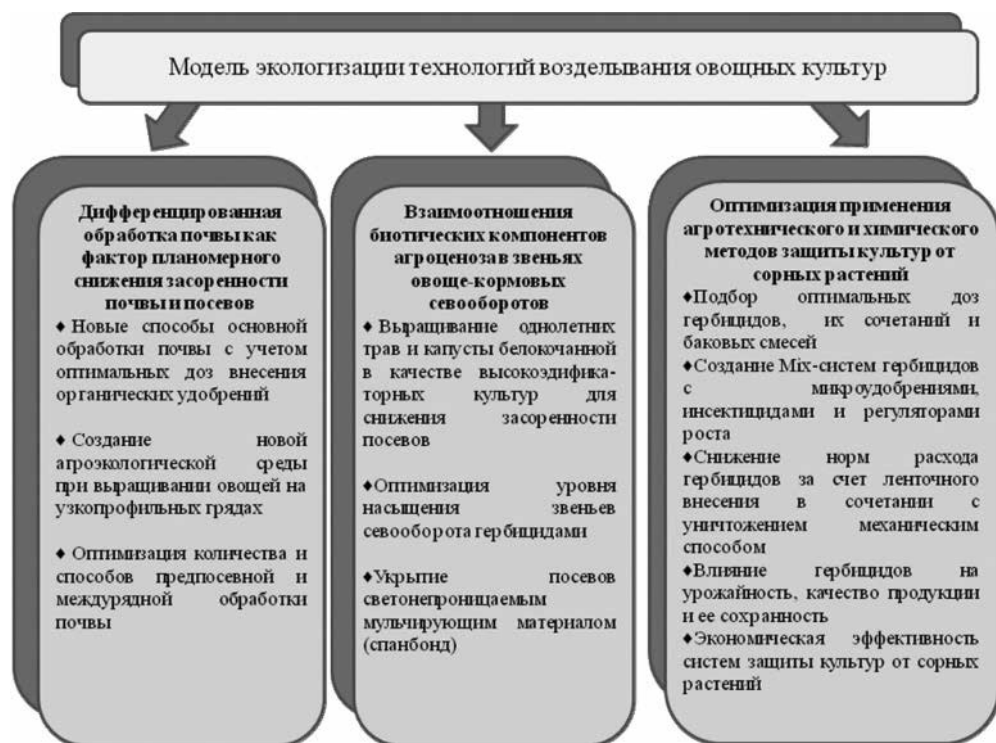 Модель экологизации технологий возделывания овощных культур
Дифференцированная
обработка почвы как
фактор планомерного
снижения засоренности
почвы и посевов
♦ Новые способы основной
обработки почвы с учетом
оптимальных доз внесения
органических удобрений
♦ Создание новой
агроэкологической среды
при выращивании овощей на
узкопрофильных грядах
♦ Оптимизация количества и
способов предпосевной и
междурядной обработки
почвы
Взаимоотношения
биотических компонентов
агроценоза в звеньях
овоще-кормовых
севооборотов
♦ Выращивание однолетних
трав и капусты белокочанной
в качестве высокоэдифика-
торных культур для
снижения засоренности
посевов
♦Оптимизация уровня
насыщения звеньев
севооборота гербицидами
♦Укрытие посевов
светонепроницаемым
мульчирующим материалом
(спанбонд)
Оптимизация применения
агротехнического и химического
методов защиты культур от
сорных растений
♦Подбор оптимальных доз
гербицидов, их сочетаний и
баковых смесей
♦Создание Mix-систем гербицидов
с микроудобрениями,
инсектицидами и регуляторами
роста
♦Снижение норм расхода
гербицидов за счет ленточного
внесения в сочетании с
уничтожением механическим
способом
♦Влияние гербицидов на
урожайность, качество продукции
и ее сохранность
♦Экономическая эффективность
систем защиты культур от сорных
растений